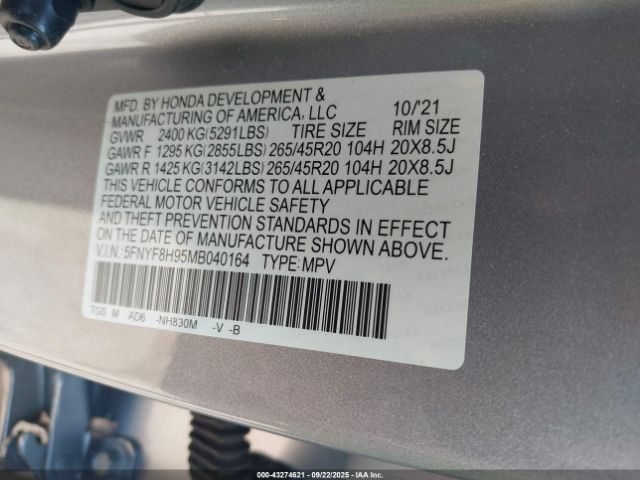 MFD. BY HONDA DEVELOPMENT &
MANUFACTURING OF AMERICA, LLC 10/'21
GVWR 2400 KG(5291LBS) TIRE SIZE RIM SIZE
GAWR F 1295 KG(2855LBS) 265/45R20 104H 20X8.5J
GAWR R 1425 KG(3142LBS) 265/45R20 104H 20X8.5J
THIS VEHICLE CONFORMS TO ALL APPLICABLE
FEDERAL MOTOR VEHICLE SAFETY
AND THEFT PREVENTION STANDARDS IN EFFECT
ON THE DATE OF MANUFACTURE SHOWN ABOVE.
V.I.N.:5FNYF8H95MB040164 TYPE:MPV
TGS M AD6 -NH830M -V -B
000-43274621 - 09/22/2025 - IAAI, Inc.